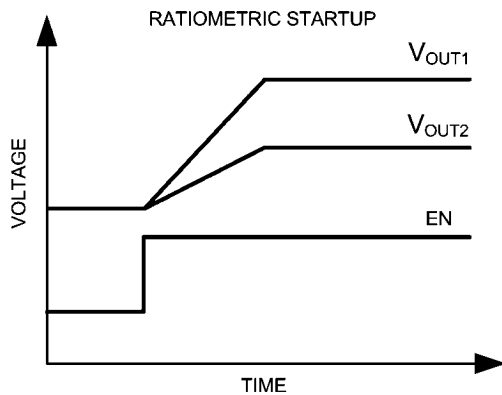 RATIOMETRIC STARTUP
VOUT1
VOUT2
EN
VOLTAGE
TIME